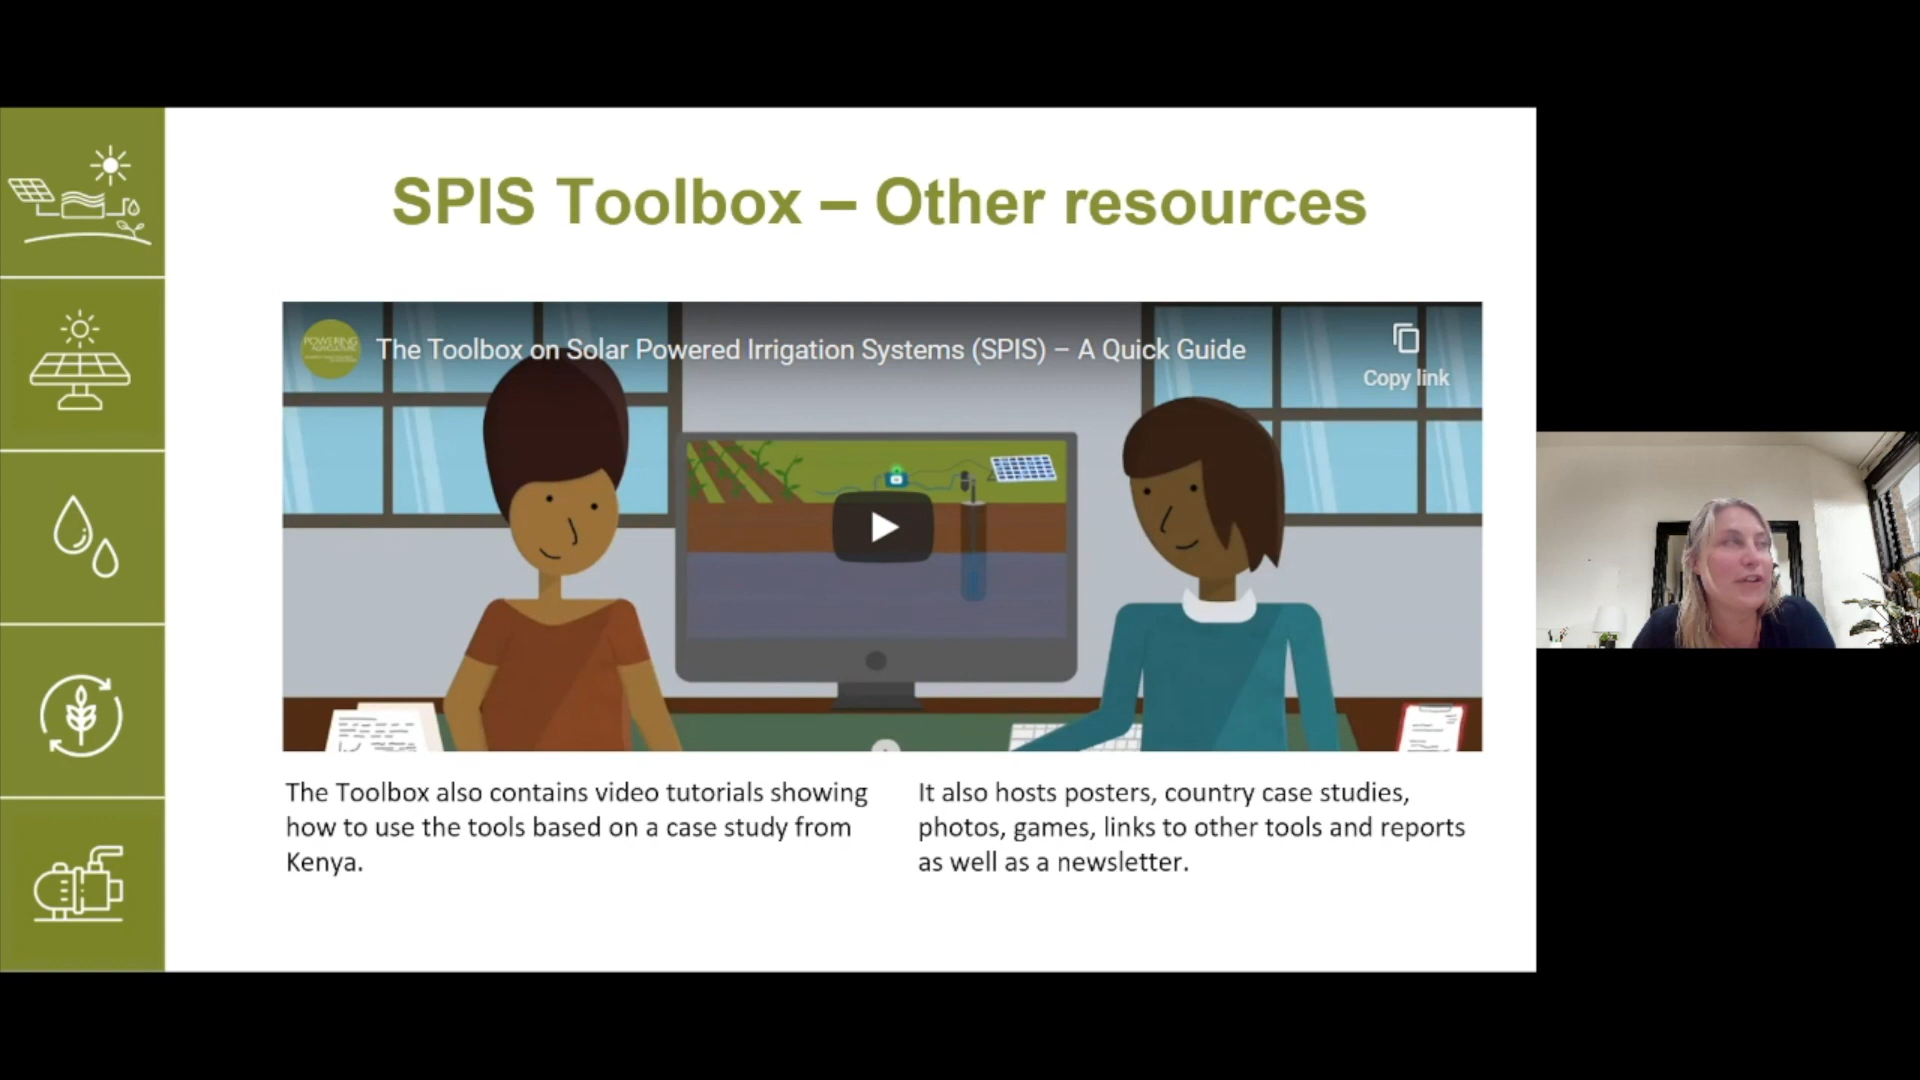 SPIS Toolbox – Other resources
POWERING
AGRICULTURE
The Toolbox on Solar Powered Irrigation Systems (SPIS) – A Quick Guide
Copy link
The Toolbox also contains video tutorials showing
how to use the tools based on a case study from
Kenya.
It also hosts posters, country case studies,
photos, games, links to other tools and reports
as well as a newsletter.